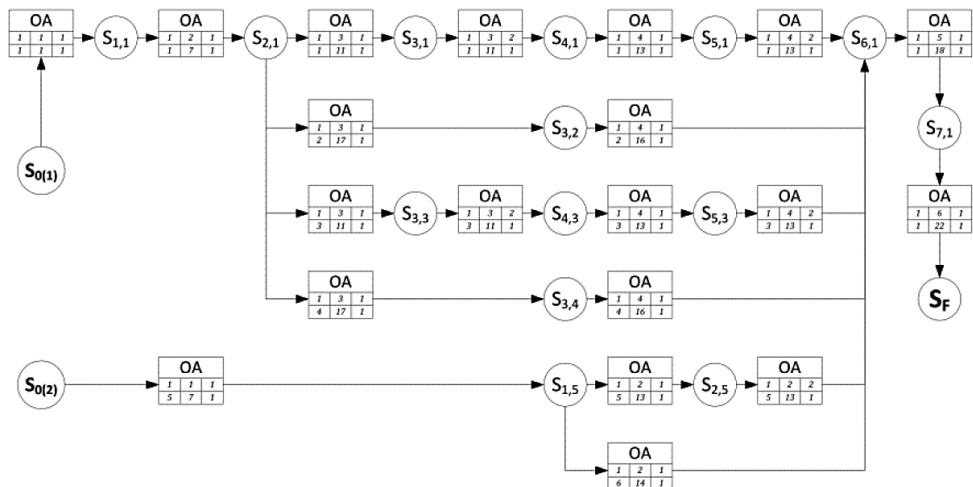 OA OA OA OA OA OA OA
1 1 1 S1,1 1 2 1 S2,1 1 3 1 S3,1 1 3 2 S4,1 1 4 1 S5,1 1 4 2 S6,1 1 5 1
1 1 1 1 7 1 1 11 1 1 11 1 1 13 1 1 13 1 1 18 1
OA OA
1 3 1 S3,2 1 4 1 S7,1
2 17 1 2 16 1
S0(1)
OA OA OA OA OA
1 3 1 S3,3 1 3 2 S4,3 1 4 1 S5,3 1 4 2 1 6 1
3 11 1 3 11 1 3 13 1 3 13 1 1 22 1
OA OA
1 3 1 S3,4 1 4 1 SF
4 17 1 4 16 1
OA OA OA
S0(2) 1 1 1 S1,5 1 2 1 S2,5 1 2 2
5 7 1 5 13 1 5 13 1
OA
1 2 1
6 14 1